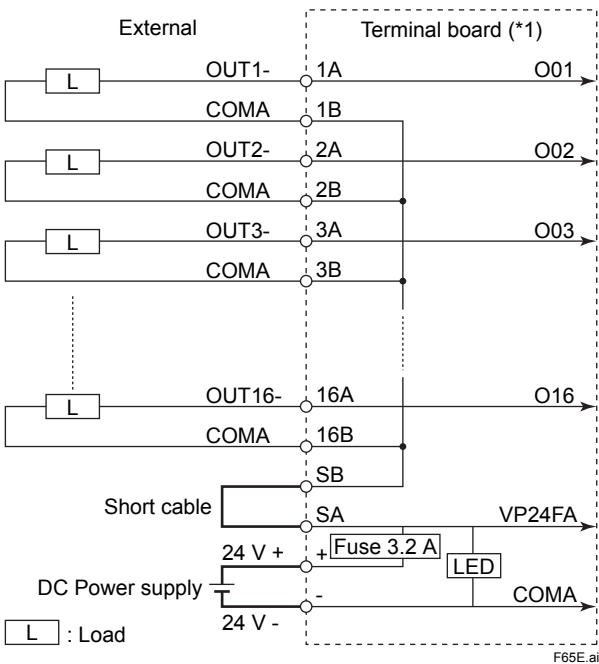 External Terminal board (*1)
L OUT1- 1A O01
COMA 1B
L OUT2- 2A O02
COMA 2B
L OUT3- 3A O03
COMA 3B
L OUT16- 16A O16
COMA 16B
SB
Short cable SA VP24FA
24 V + + Fuse 3.2 A
LED
DC Power supply - COMA
24 V -
L : Load
F65E.ai